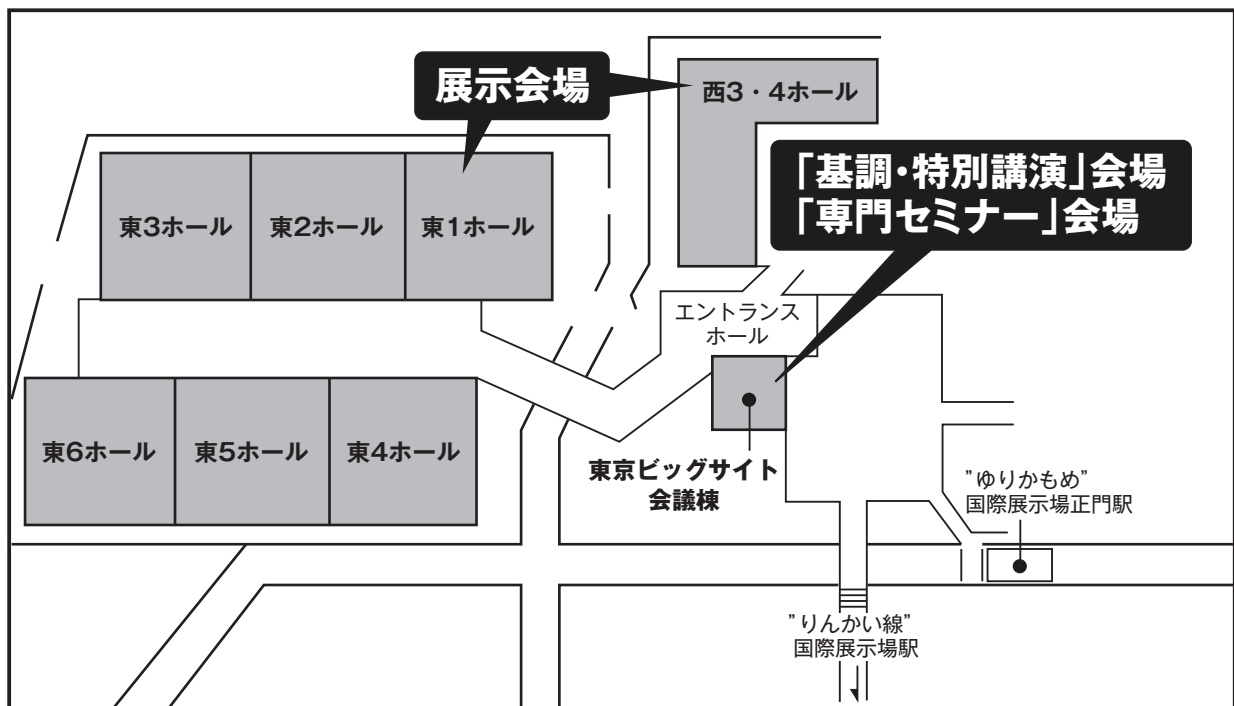 展示会場
西3・4ホール
「基調・特別講演」会場
「専門セミナー」会場
東3ホール
東2ホール
東1ホール
エントランス
ホール
東6ホール
東5ホール
東4ホール
東京ビッグサイト
会議棟
”ゆりかもめ”
国際展示場正門駅
”りんかい線”
国際展示場駅